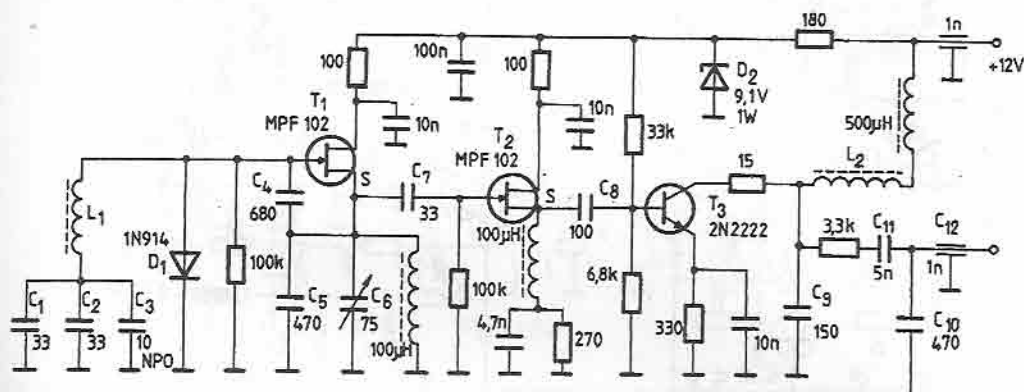 180
1n
+12V
100
100n
100
D2
9,1V
1W
T1
MPF 102
10n
10n
T2
MPF 102
33k
500µH
15
L2
S
C7
33
S
C8
100
T3
2N2222
C4
680
L1
1N914
D1
100k
100µH
3,3k
C11
5n
C12
1n
C1
33
C2
33
C3
10
NPO
C5
470
C6
75
100µH
100k
4,7n
270
6,8k
330
10n
C9
150
C10
470